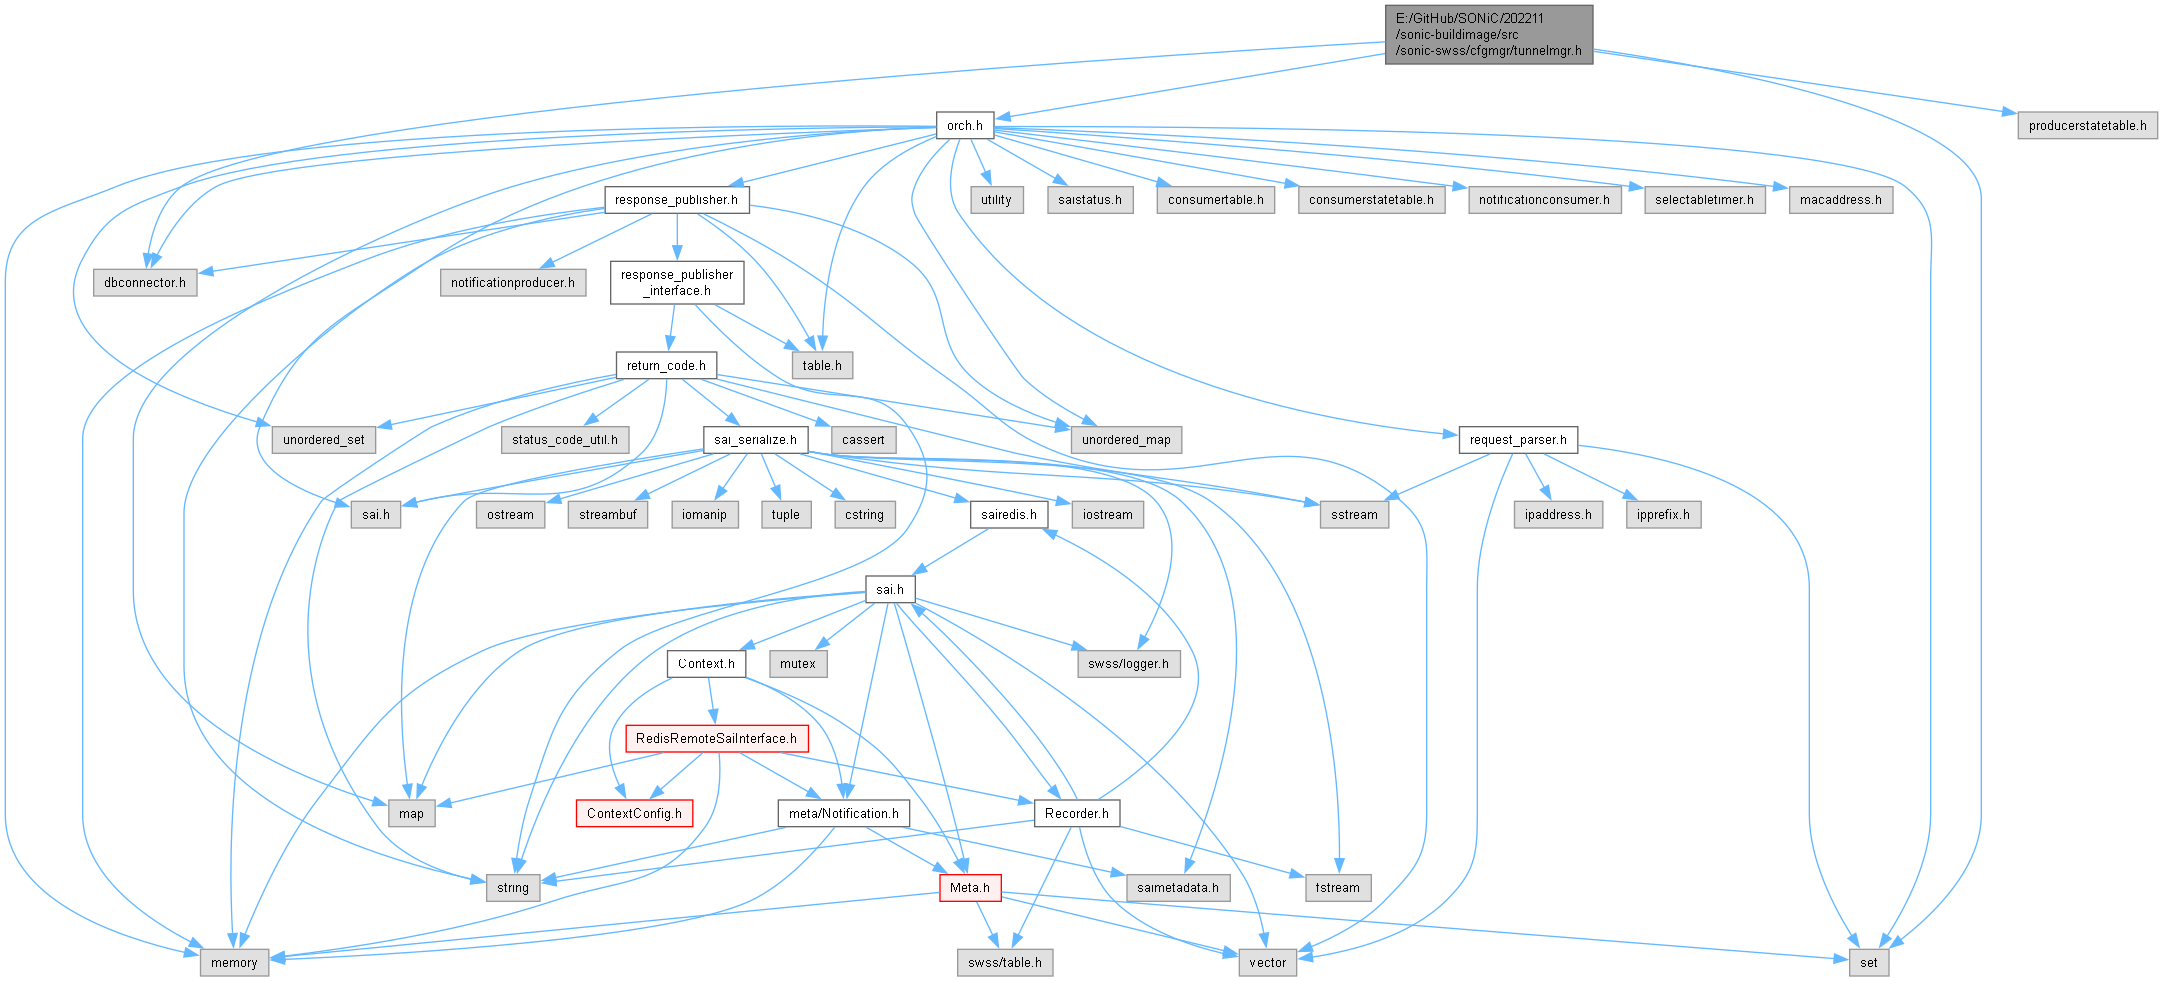 E:/GitHub/SONiC/202211
/sonic-buildimage/src
/sonic-swss/cfgmgr/tunnelmgr.h
orch.h
producerstatetable.h
response_publisher.h
utility
saistatus.h
consumertable.h
consumerstatetable.h
notificationconsumer.h
selectabletimer.h
macaddress.h
dbconnector.h
notificationproducer.h
response_publisher
_interface.h
return_code.h
table.h
unordered_set
status_code_util.h
sai_serialize.h
cassert
unordered_map
request_parser.h
sai.h
ostream
streambuf
iomanip
tuple
cstring
sairedis.h
iostream
sstream
ipaddress.h
ipprefix.h
sai.h
Context.h
mutex
swss/logger.h
RedisRemoteSaiInterface.h
map
ContextConfig.h
meta/Notification.h
Recorder.h
string
Meta.h
saimetadata.h
fstream
memory
swss/table.h
vector
set